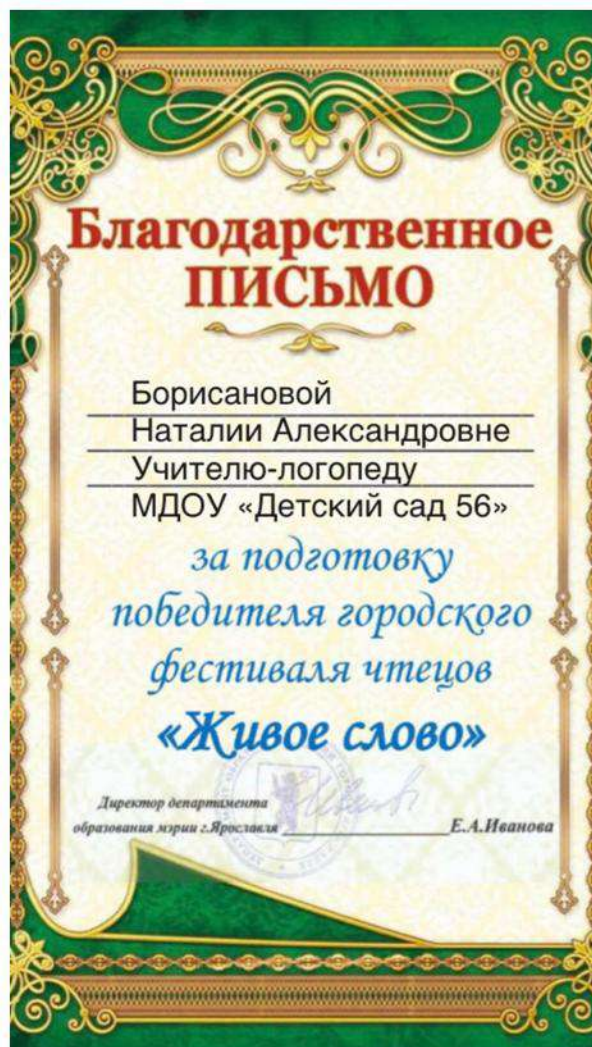 Благодарственное
ПИСЬМО
Борисановой
Наталии Александровне
Учителю-логопеду
МДОУ «Детский сад 56»
за подготовку
победителя городского
фестиваля чтецов
«Живое слово»
Директор департамента
образования мэрии г.Ярославля Е.А.Иванова